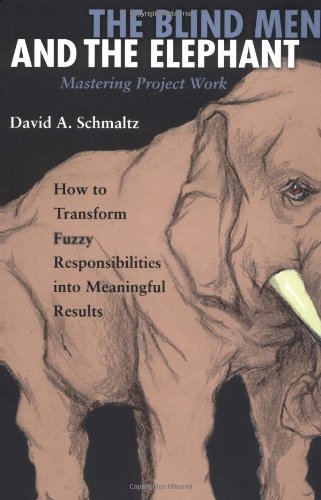 THE BLIND MEN
AND THE ELEPHANT
Mastering Project Work
David A. Schmaltz
How to
Transform
Fuzzy
Responsibilities
into Meaningful
Results